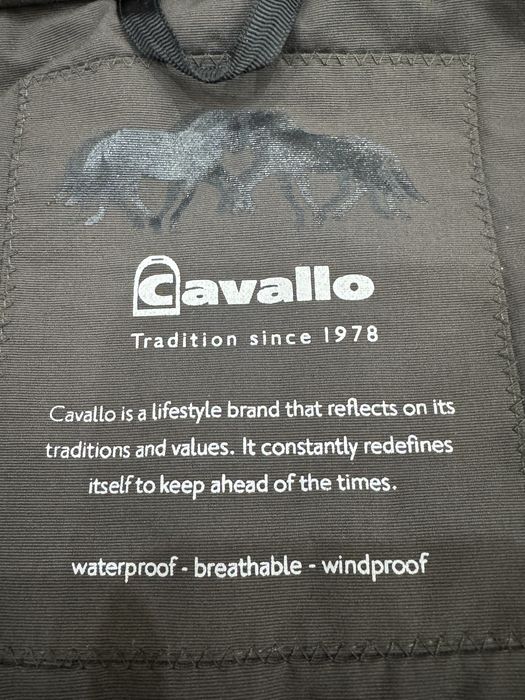 Cavallo
Tradition since 1978
Cavallo is a lifestyle brand that reflects on its
traditions and values. It constantly redefines
itself to keep ahead of the times.
waterproof - breathable - windproof